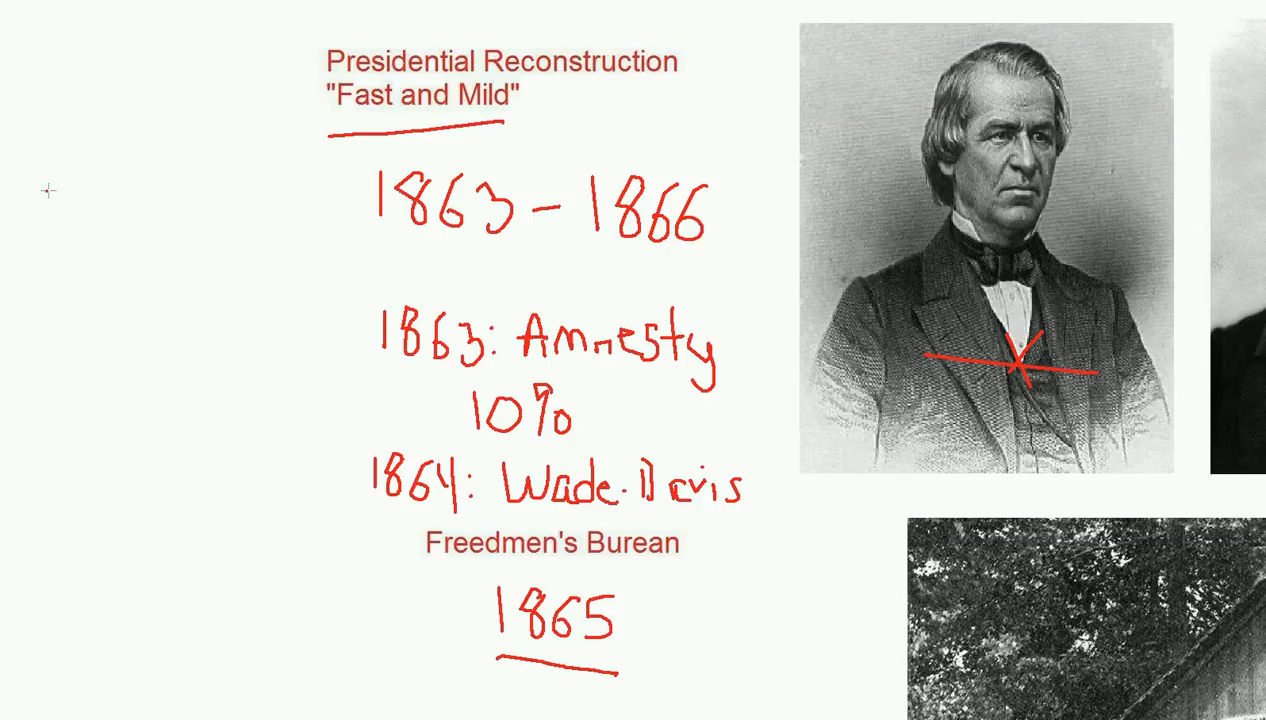 Presidential Reconstruction
"Fast and Mild"
1863 - 1866
1863: Amnesty
10%
1864: Wade-Davis
Freedmen's Burean
1865